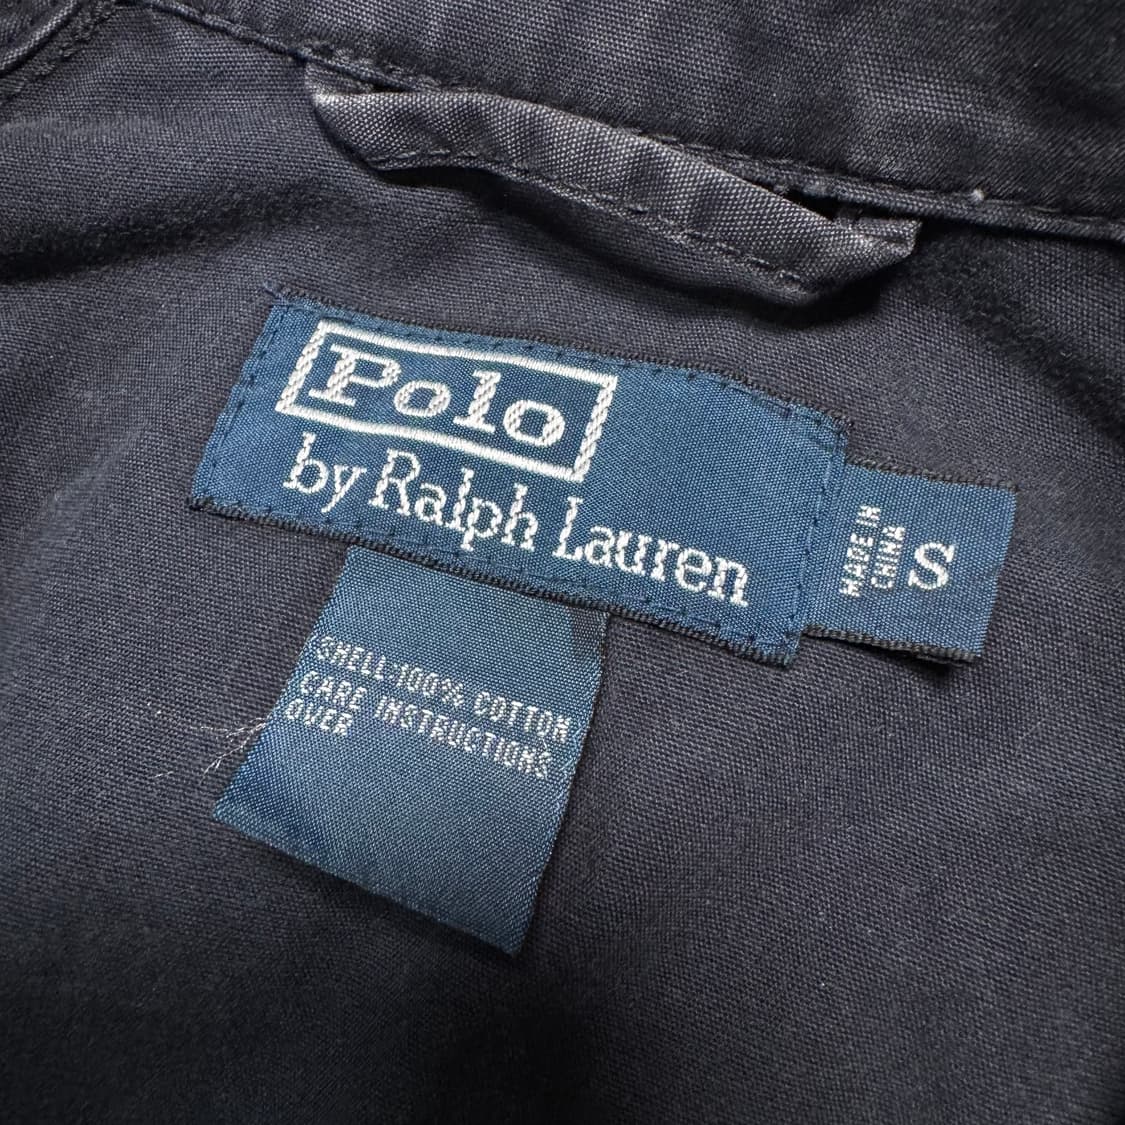 Polo
by Ralph Lauren
MADE IN
CHINA
S
SHELL:100% COTTON
CARE INSTRUCTIONS
OVER